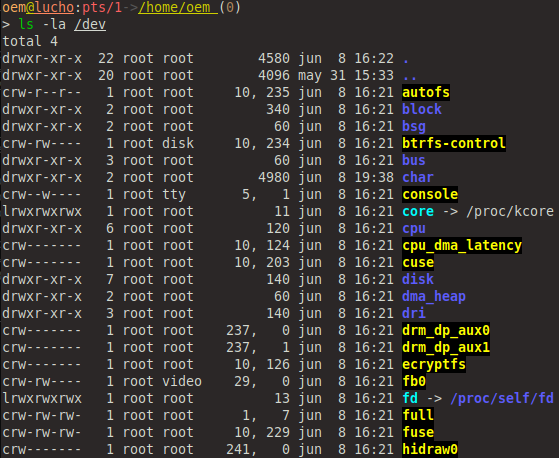 oem@lucho:pts/1->/home/oem (0)
> ls -la /dev
total 4
drwxr-xr-x  22 root root        4580 jun  8 16:22 .
drwxr-xr-x  20 root root        4096 may 31 15:33 ..
crw-r--r--   1 root root     10, 235 jun  8 16:21 autofs
drwxr-xr-x   2 root root         340 jun  8 16:21 block
drwxr-xr-x   2 root root          60 jun  8 16:21 bsg
crw-rw----   1 root disk     10, 234 jun  8 16:21 btrfs-control
drwxr-xr-x   3 root root          60 jun  8 16:21 bus
drwxr-xr-x   2 root root        4980 jun  8 19:38 char
crw--w----   1 root tty       5,   1 jun  8 16:21 console
lrwxrwxrwx   1 root root          11 jun  8 16:21 core -> /proc/kcore
drwxr-xr-x   6 root root         120 jun  8 16:21 cpu
crw-------   1 root root     10, 124 jun  8 16:21 cpu_dma_latency
crw-------   1 root root     10, 203 jun  8 16:21 cuse
drwxr-xr-x   7 root root         140 jun  8 16:21 disk
drwxr-xr-x   2 root root          60 jun  8 16:21 dma_heap
drwxr-xr-x   3 root root         140 jun  8 16:21 dri
crw-------   1 root root    237,   0 jun  8 16:21 drm_dp_aux0
crw-------   1 root root    237,   1 jun  8 16:21 drm_dp_aux1
crw-------   1 root root     10, 126 jun  8 16:21 ecryptfs
crw-rw----   1 root video    29,   0 jun  8 16:21 fb0
lrwxrwxrwx   1 root root          13 jun  8 16:21 fd -> /proc/self/fd
crw-rw-rw-   1 root root      1,   7 jun  8 16:21 full
crw-rw-rw-   1 root root     10, 229 jun  8 16:21 fuse
crw-------   1 root root    241,   0 jun  8 16:21 hidraw0